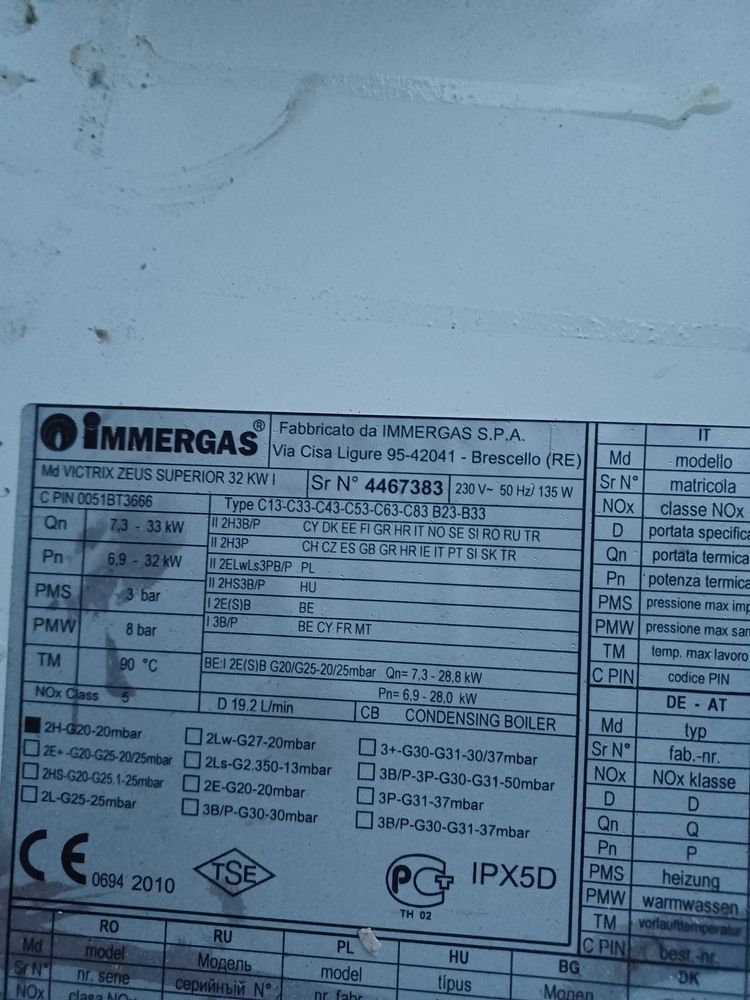 IMMERGAS®
Fabbricato da IMMERGAS S.P.A.
Via Cisa Ligure 95-42041 - Brescello (RE)
Md VICTRIX ZEUS SUPERIOR 32 KW I
Sr N° 4467383
230 V~ 50 Hz/ 135 W
C PIN 0051BT3666
Type C13-C33-C43-C53-C63-C83 B23-B33
Qn 7,3 - 33 kW
II 2H3B/P CY DK EE FI GR HR IT NO SE SI RO RU TR
Pn 6,9 - 32 kW
II 2H3P CH CZ ES GB GR HR IE IT PT SI SK TR
II 2ELwLs3PB/P PL
PMS 3 bar
II 2HS3B/P HU
I 2E(S)B BE
PMW 8 bar
I 3B/P BE CY FR MT
TM 90 °C
BE:I 2E(S)B G20/G25-20/25mbar Qn= 7,3 - 28,8 kW
Pn= 6,9 - 28,0 kW
NOx Class 5
D 19.2 L/min
CB CONDENSING BOILER
2H-G20-20mbar
2E+-G20-G25-20/25mbar
2HS-G20-G25.1-25mbar
2L-G25-25mbar
2Lw-G27-20mbar
2Ls-G2.350-13mbar
2E-G20-20mbar
3B/P-G30-30mbar
3+-G30-G31-30/37mbar
3B/P-3P-G30-G31-50mbar
3P-G31-37mbar
3B/P-G30-G31-37mbar
CE 0694 2010
TSE
PCT
TH 02
IPX5D
IT
Md modello
Sr N° matricola
NOx classe NOx
D portata specifica
Qn portata termica
Pn potenza termica
PMS pressione max
PMW pressione max
TM temp. max lavoro
C PIN codice PIN
DE - AT
Md typ
Sr N° fab.-nr.
NOx NOx klasse
D D
Qn Q
Pn P
PMS heizung
PMW warmwassen
TM vorlauftemperatur
C PIN best.-nr.
DK
RO RU PL HU BG
Md model Модель model típus Модел
Sr N° nr. serie серийный N° nr. fabr.
NOx clasa NOx